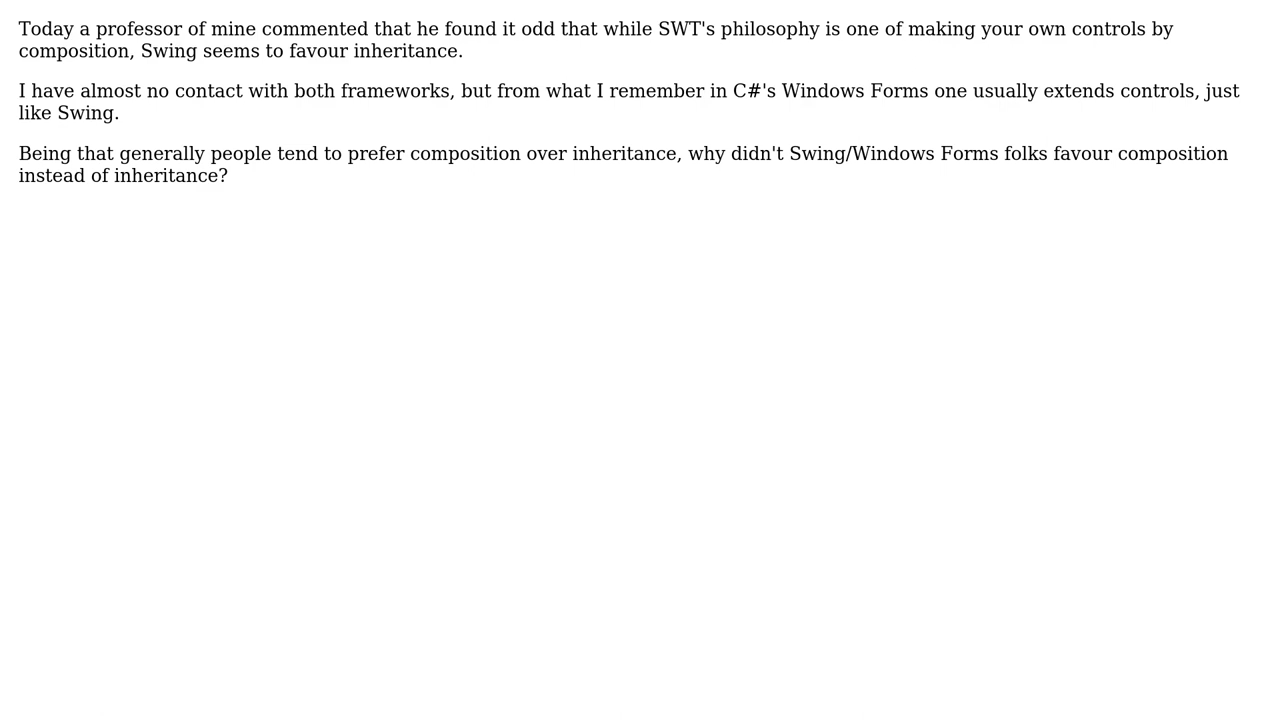 Today a professor of mine commented that he found it odd that while SWT's philosophy is one of making your own controls by
composition, Swing seems to favour inheritance.
I have almost no contact with both frameworks, but from what I remember in C#'s Windows Forms one usually extends controls, just
like Swing.
Being that generally people tend to prefer composition over inheritance, why didn't Swing/Windows Forms folks favour composition
instead of inheritance?